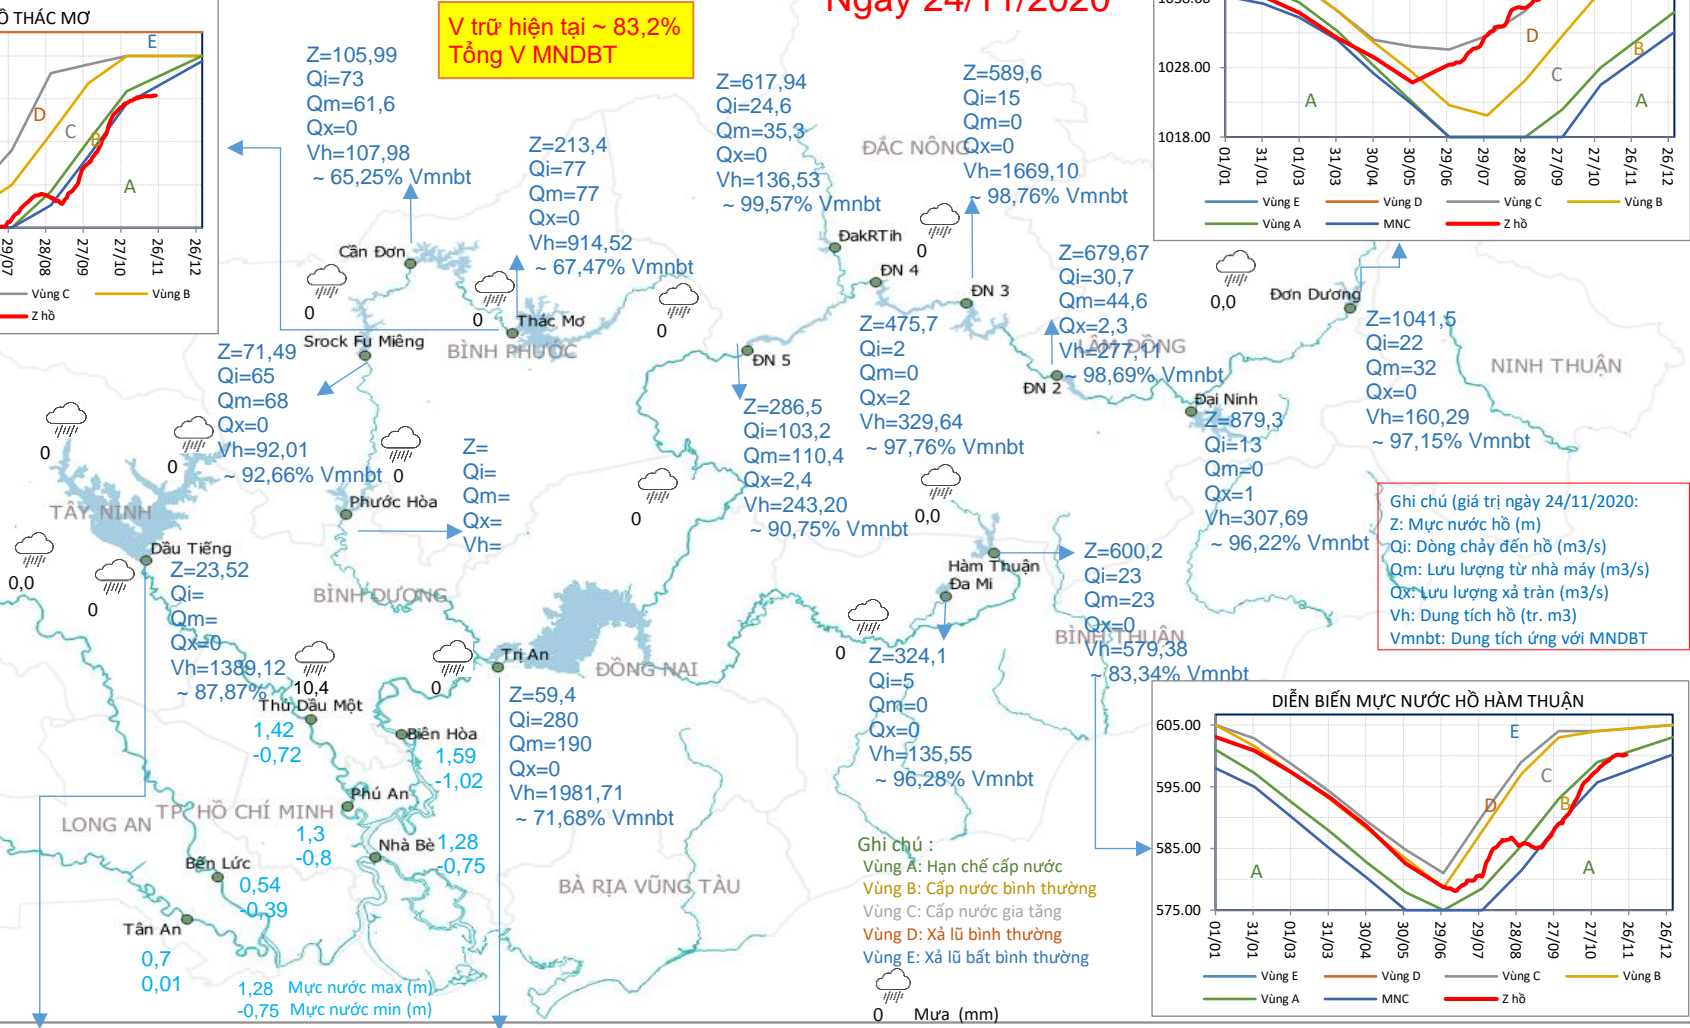 Ngày 24/11/2020
V trữ hiện tại ~ 83,2%
Tổng V MNDBT
Ồ THÁC MƠ
E
D
C
B
A
29/07
28/08
27/09
27/10
26/11
26/12
Vùng C
Vùng B
Z hồ
Z=105,99
Qi=73
Qm=61,6
Qx=0
Vh=107,98
~ 65,25% Vmnbt
Z=213,4
Qi=77
Qm=77
Qx=0
Vh=914,52
~ 67,47% Vmnbt
Z=617,94
Qi=24,6
Qm=35,3
Qx=0
Vh=136,53
~ 99,57% Vmnbt
Z=589,6
Qi=15
Qm=0
Qx=0
Vh=1669,10
~ 98,76% Vmnbt
ĐẮC NÔNG
1038.00
1028.00
1018.00
D
C
B
A
A
01/01
31/01
01/03
31/03
30/04
30/05
29/06
29/07
28/08
27/09
27/10
26/11
26/12
Vùng E
Vùng D
Vùng C
Vùng B
Vùng A
MNC
Z hồ
Cần Đơn
0
Thác Mơ
0
0
Srock Fu Miêng
BÌNH PHƯỚC
ĐakRTih
ĐN 4
0
ĐN 3
ĐN 5
ĐN 2
Z=679,67
Qi=30,7
Qm=44,6
Qx=2,3
Vh=277,11
~ 98,69% Vmnbt
LÂM ĐỒNG
0,0
Đơn Dương
Z=1041,5
Qi=22
Qm=32
Qx=0
Vh=160,29
~ 97,15% Vmnbt
NINH THUẬN
Z=71,49
Qi=65
Qm=68
Qx=0
Vh=92,01
~ 92,66% Vmnbt
Z=475,7
Qi=2
Qm=0
Qx=2
Vh=329,64
~ 97,76% Vmnbt
Z=286,5
Qi=103,2
Qm=110,4
Qx=2,4
Vh=243,20
~ 90,75% Vmnbt
Đại Ninh
Z=879,3
Qi=13
Qm=0
Qx=1
Vh=307,69
~ 96,22% Vmnbt
0
0
0
Z=
Qi=
Qm=
Qx=
Vh=
0
0,0
TÂY NINH
Phước Hòa
Dầu Tiếng
0,0
0
Z=23,52
Qi=
Qm=
Qx=0
Vh=1389,12
~ 87,87%
BÌNH DƯƠNG
Hàm Thuận
Đa Mi
Z=600,2
Qi=23
Qm=23
Qx=0
Vh=579,38
~ 83,34% Vmnbt
BÌNH THUẬN
Ghi chú (giá trị ngày 24/11/2020:
Z: Mực nước hồ (m)
Qi: Dòng chảy đến hồ (m3/s)
Qm: Lưu lượng từ nhà máy (m3/s)
Qx: Lưu lượng xả tràn (m3/s)
Vh: Dung tích hồ (tr. m3)
Vmnbt: Dung tích ứng với MNDBT
0
Z=324,1
Qi=5
Qm=0
Qx=0
Vh=135,55
~ 96,28% Vmnbt
Trị An
ĐỒNG NAI
Z=59,4
Qi=280
Qm=190
Qx=0
Vh=1981,71
~ 71,68% Vmnbt
10,4
0
Thủ Dầu Một
1,42
-0,72
Biên Hòa
1,59
-1,02
Phú An
TP HỒ CHÍ MINH
LONG AN
1,3
-0,8
Nhà Bè
1,28
-0,75
Bến Lức
0,54
-0,39
Tân An
0,7
0,01
BÀ RỊA VŨNG TÀU
1,28 Mực nước max (m)
-0,75 Mực nước min (m)
Ghi chú :
Vùng A: Hạn chế cấp nước
Vùng B: Cấp nước bình thường
Vùng C: Cấp nước gia tăng
Vùng D: Xả lũ bình thường
Vùng E: Xả lũ bất bình thường
0 Mưa (mm)
DIỄN BIẾN MỰC NƯỚC HỒ HÀM THUẬN
605.00
595.00
585.00
575.00
E
C
D
B
A
A
01/01
31/01
01/03
31/03
30/04
30/05
29/06
29/07
28/08
27/09
27/10
26/11
26/12
Vùng E
Vùng D
Vùng C
Vùng B
Vùng A
MNC
Z hồ